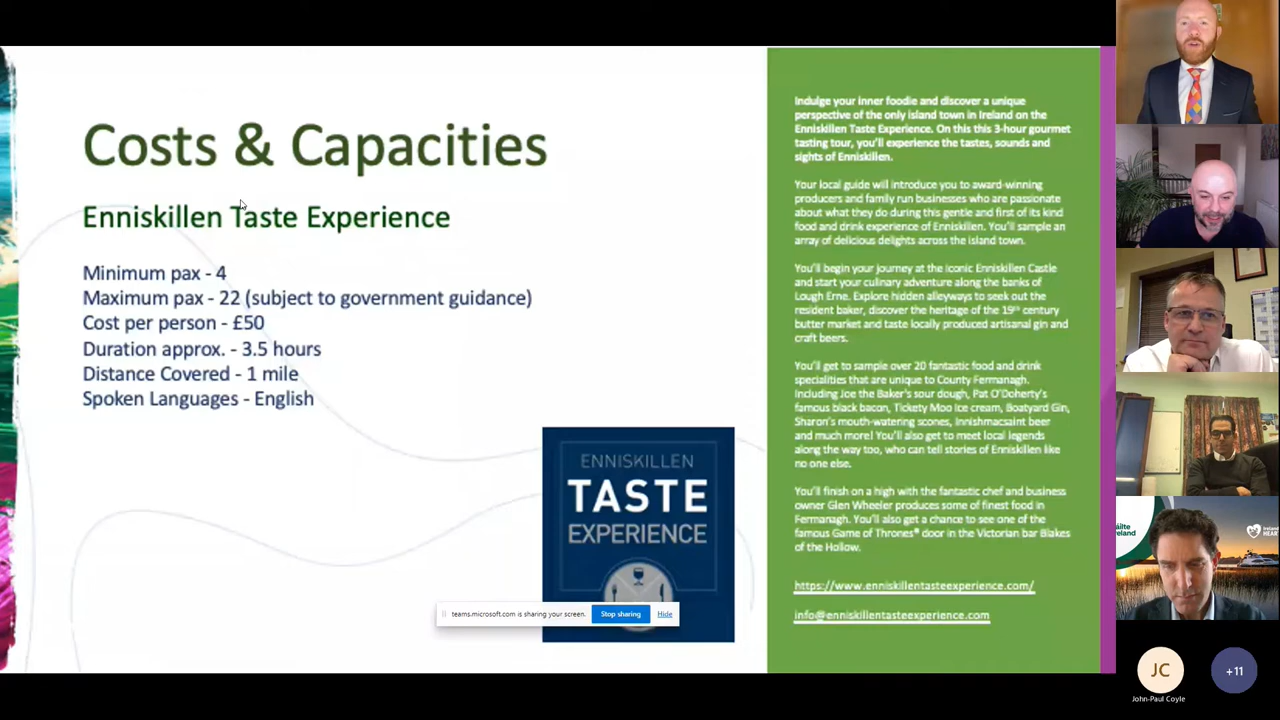 Costs & Capacities
Enniskillen Taste Experience
Minimum pax - 4
Maximum pax - 22 (subject to government guidance)
Cost per person - £50
Duration approx. - 3.5 hours
Distance Covered - 1 mile
Spoken Languages - English
ENNISKILLEN
TASTE
EXPERIENCE
teams.microsoft.com is sharing your screen.
Stop sharing
Hide
Indulge your inner foodie and discover a unique
perspective of the only island town in Ireland on the
Enniskillen Taste Experience. On this this 3-hour gourmet
tasting tour, you'll experience the tastes, sounds and
sights of Enniskillen.
Your local guide will introduce you to award-winning
producers and family run businesses who are passionate
about what they do during this gentle and first of its kind
food and drink experience of Enniskillen. You'll sample an
array of delicious delights across the island town.
You'll begin your journey at the iconic Enniskillen Castle
and start your culinary adventure along the banks of
Lough Erne. Explore hidden alleyways to seek out the
resident baker, discover the heritage of the 19th century
butter market and taste locally produced artisanal gin and
craft beers.
You'll get to sample over 20 fantastic food and drink
specialities that are unique to County Fermanagh.
Including Joe the Baker's sour dough, Pat O'Doherty's
famous black bacon, Tickety Moo Ice cream, Boatyard Gin,
Sharon's mouth-watering scones, Innishmacsaint beer
and much more! You'll also get to meet local legends
along the way too, who can tell stories of Enniskillen like
no one else.
You'll finish on a high with the fantastic chef and business
owner Glen Wheeler produces some of finest food in
Fermanagh. You'll also get a chance to see one of the
famous Game of Thrones® door in the Victorian bar Blakes
of the Hollow.
https://www.enniskillentasteexperience.com/
info@enniskillentasteexperience.com
áilte
reland
Ireland
HEAR
JC
John-Paul Coyle
+11